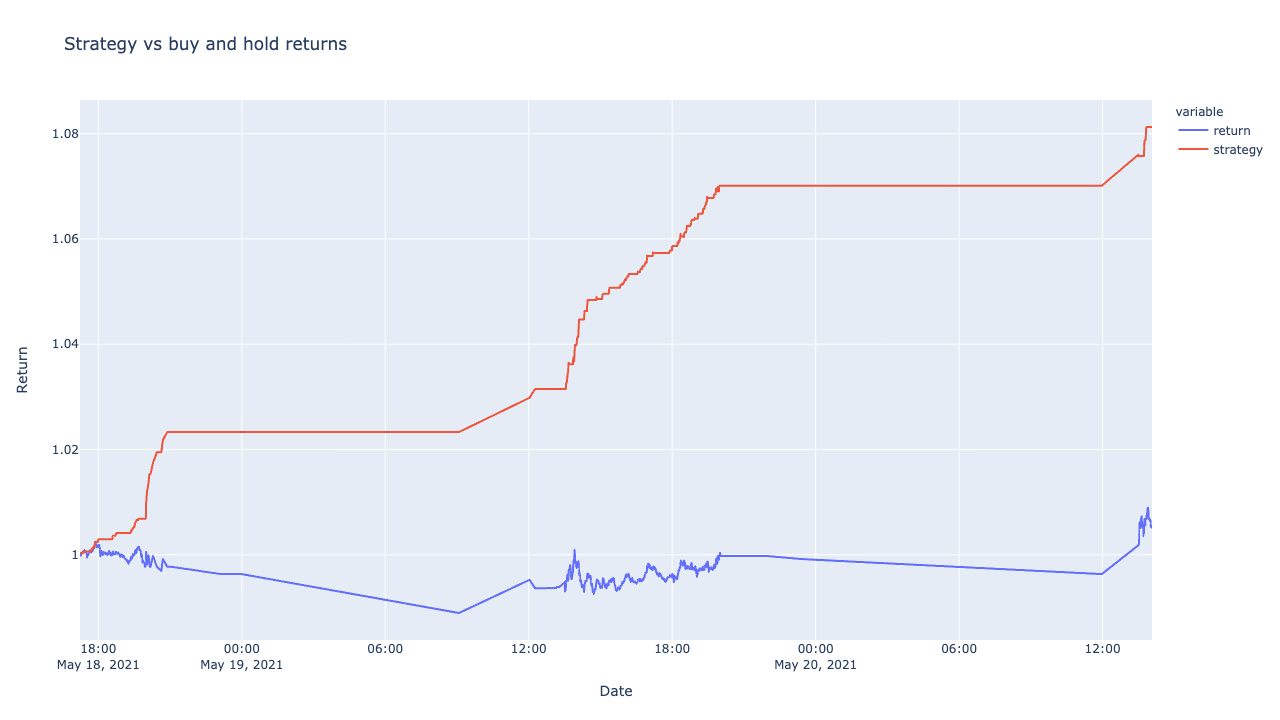 Strategy vs buy and hold returns
variable
return
strategy
1.08
1.06
1.04
1.02
1
Return
18:00 00:00 06:00 12:00 18:00 00:00 06:00 12:00
May 18, 2021 May 19, 2021 May 20, 2021
Date